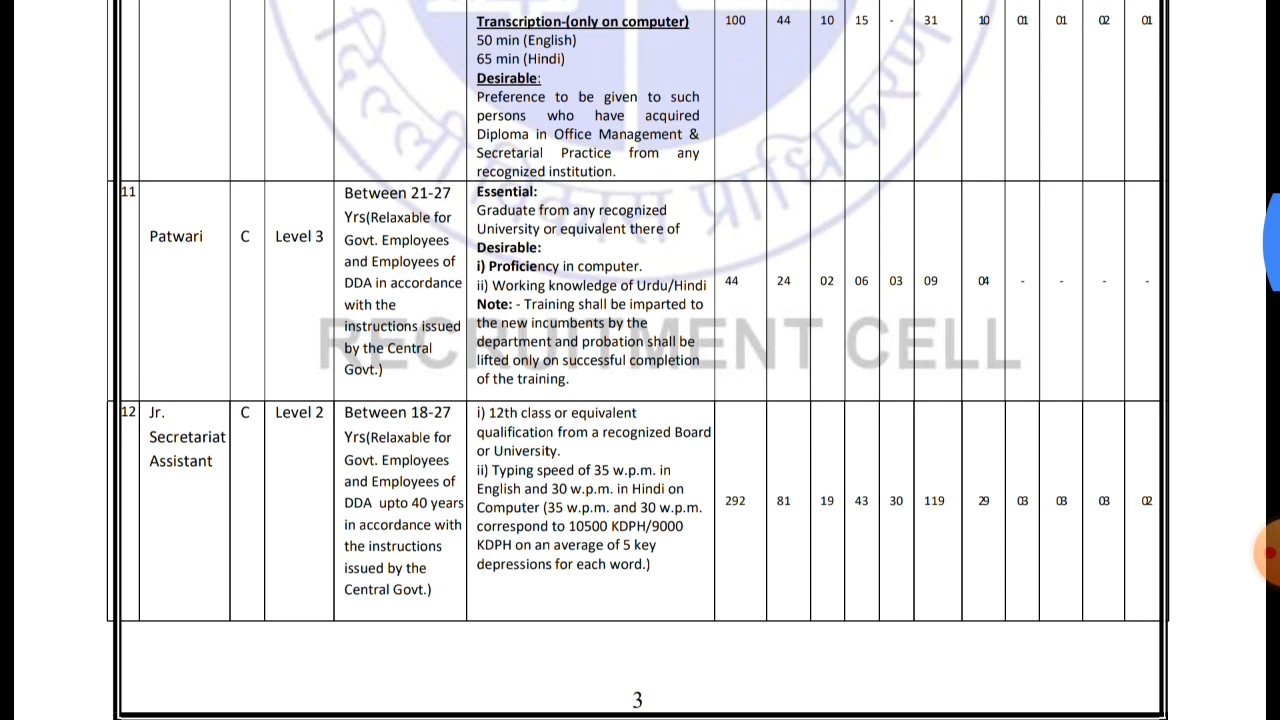 Transcription-(only on computer)
50 min (English)
65 min (Hindi)
Desirable:
Preference to be given to such
persons who have acquired
Diploma in Office Management &
Secretarial Practice from any
recognized institution.
100 44 10 15 - 31 10 01 01 02 01
दिल्ली विकास प्राधिकरण
RECRUITMENT CELL
11
Patwari
C
Level 3
Between 21-27
Yrs(Relaxable for
Govt. Employees
and Employees of
DDA in accordance
with the
instructions issued
by the Central
Govt.)
Essential:
Graduate from any recognized
University or equivalent there of
Desirable:
i) Proficiency in computer.
ii) Working knowledge of Urdu/Hindi
Note: - Training shall be imparted to
the new incumbents by the
department and probation shall be
lifted only on successful completion
of the training.
44 24 02 06 03 09 04 - - - -
12
Jr.
Secretariat
Assistant
C
Level 2
Between 18-27
Yrs(Relaxable for
Govt. Employees
and Employees of
DDA upto 40 years
in accordance with
the instructions
issued by the
Central Govt.)
i) 12th class or equivalent
qualification from a recognized Board
or University.
ii) Typing speed of 35 w.p.m. in
English and 30 w.p.m. in Hindi on
Computer (35 w.p.m. and 30 w.p.m.
correspond to 10500 KDPH/9000
KDPH on an average of 5 key
depressions for each word.)
292 81 19 43 30 119 29 03 03 03 02
3